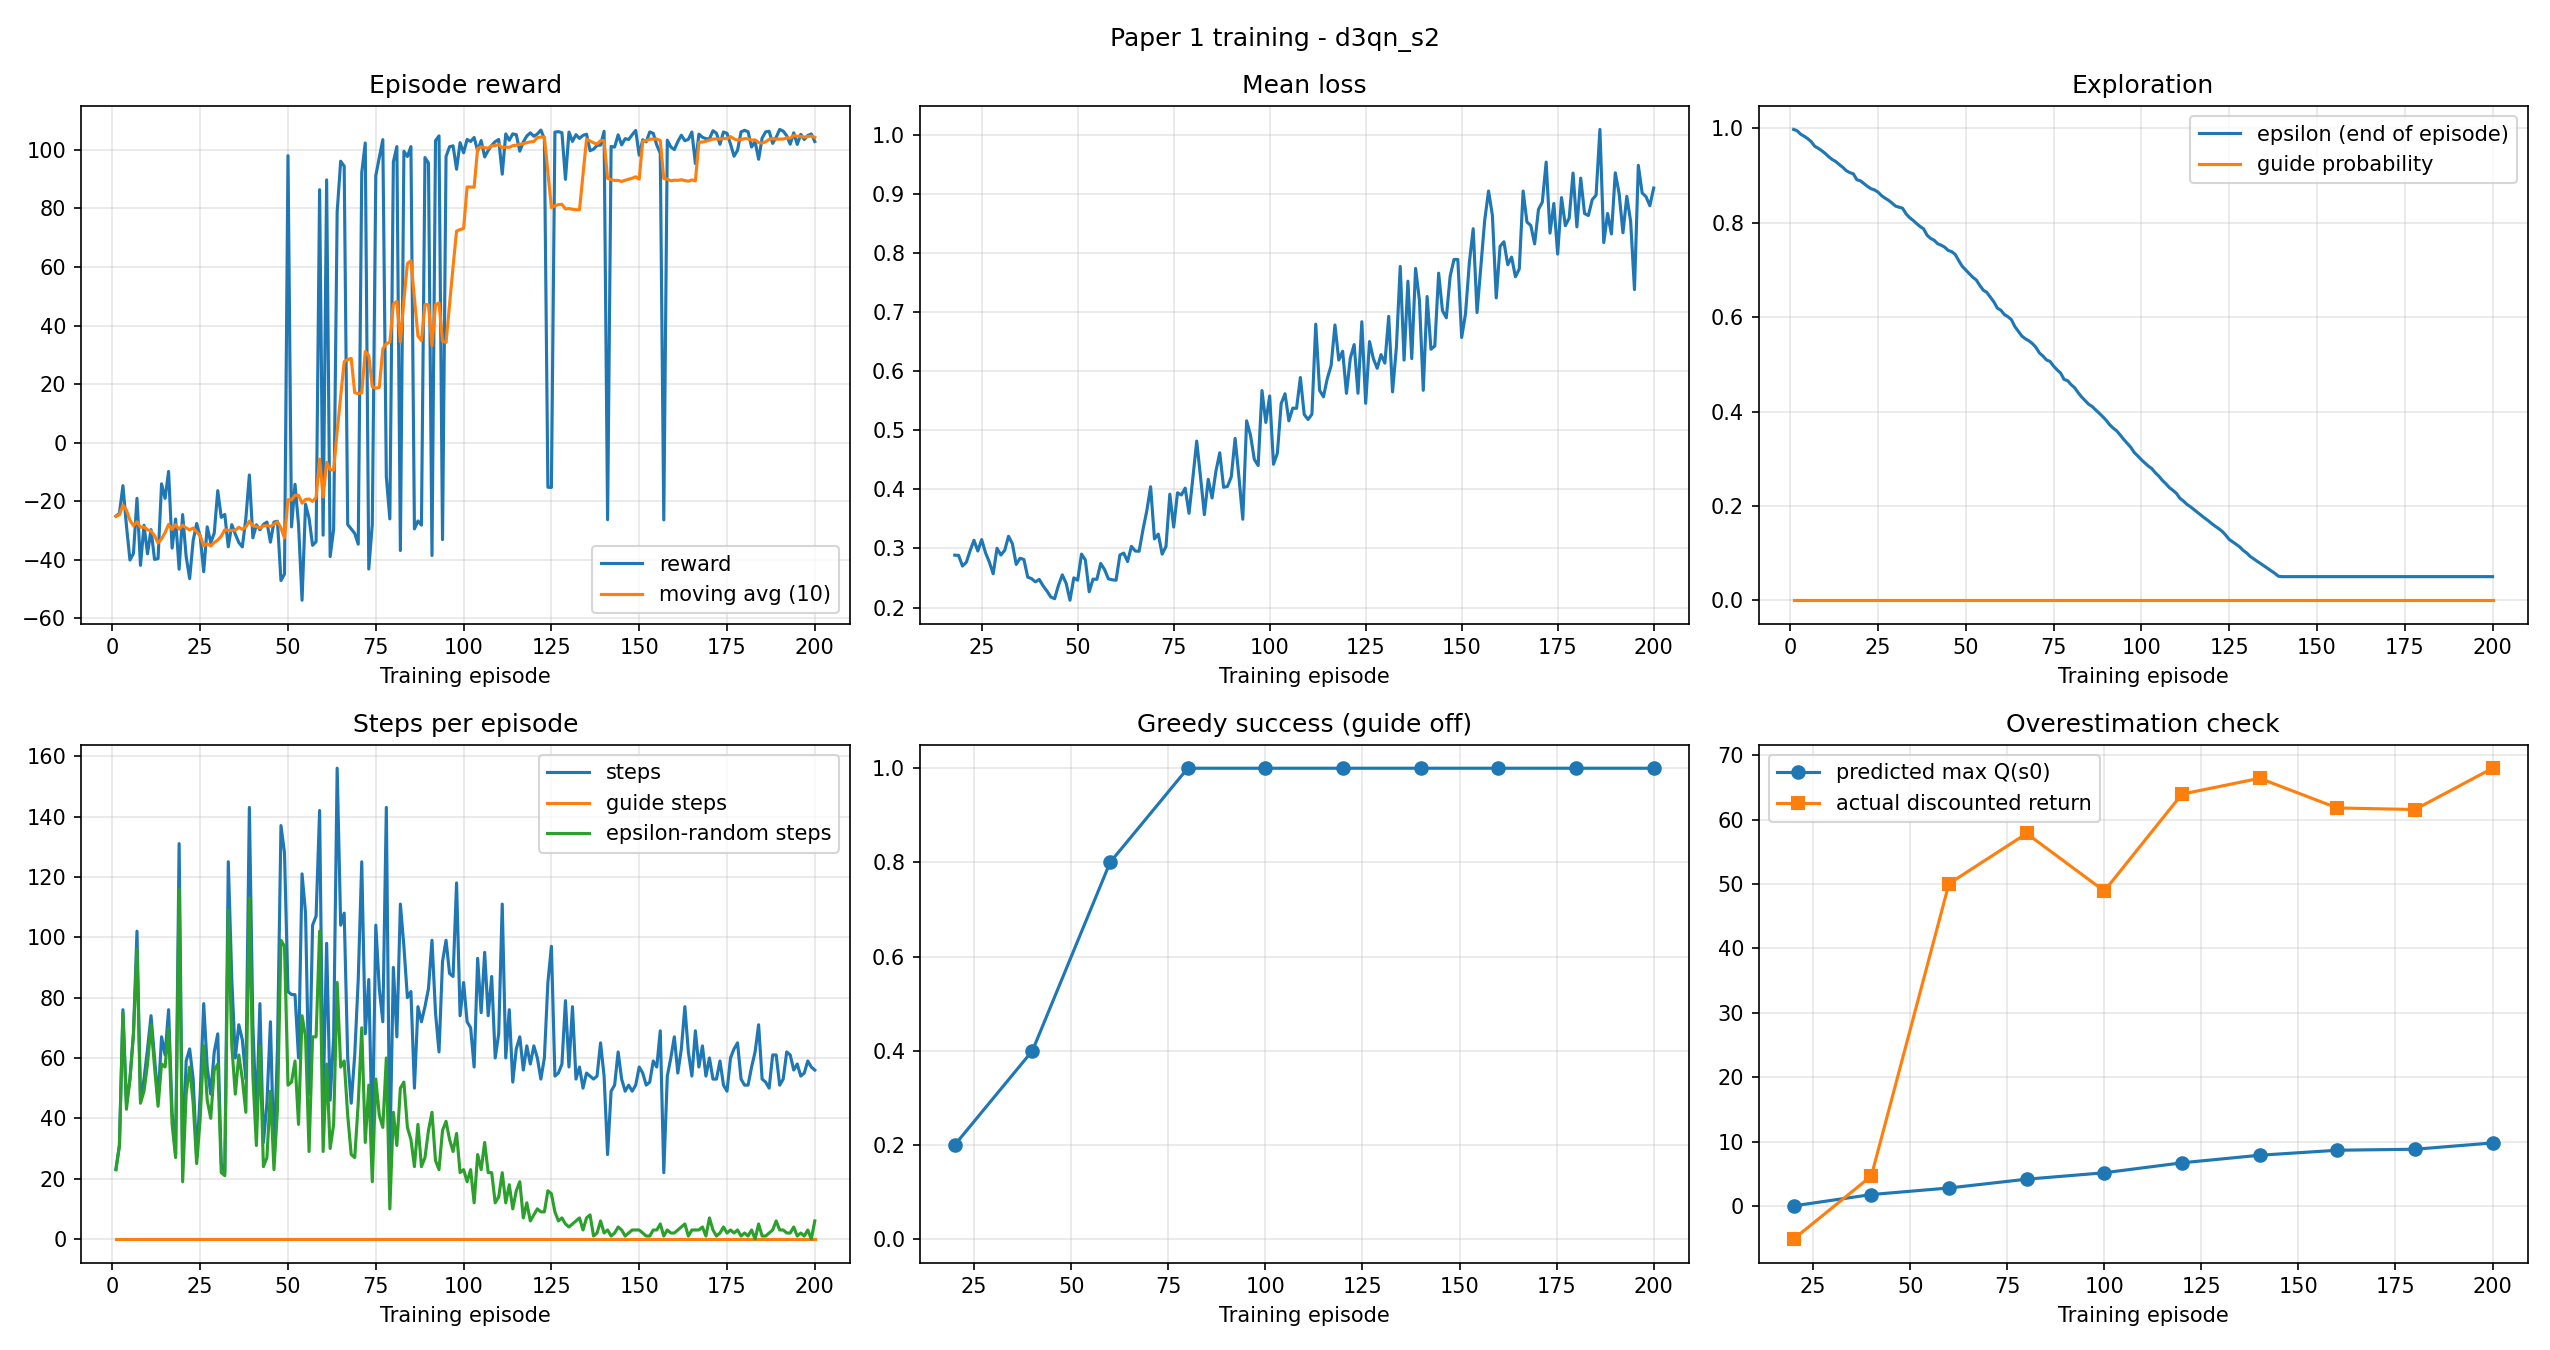 Paper 1 training - d3qn_s2
Episode reward
100
80
60
40
20
0
−20
−40
−60
reward
moving avg (10)
0 25 50 75 100 125 150 175 200
Training episode
Mean loss
1.0
0.9
0.8
0.7
0.6
0.5
0.4
0.3
0.2
25 50 75 100 125 150 175 200
Training episode
Exploration
1.0
0.8
0.6
0.4
0.2
0.0
epsilon (end of episode)
guide probability
0 25 50 75 100 125 150 175 200
Training episode
Steps per episode
160
140
120
100
80
60
40
20
0
steps
guide steps
epsilon-random steps
0 25 50 75 100 125 150 175 200
Training episode
Greedy success (guide off)
1.0
0.8
0.6
0.4
0.2
0.0
25 50 75 100 125 150 175 200
Training episode
Overestimation check
70
60
50
40
30
20
10
0
predicted max Q(s0)
actual discounted return
25 50 75 100 125 150 175 200
Training episode